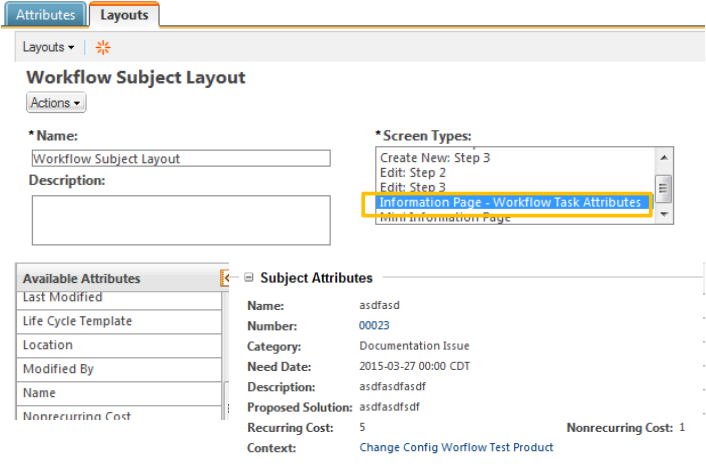 Attributes Layouts
Layouts
Workflow Subject Layout
Actions
*Name: *Screen Types:
Workflow Subject Layout
Create New: Step 3
Edit: Step 2
Edit: Step 3
Information Page - Workflow Task Attributes
Mini Information Page
Description:
Available Attributes
Last Modified
Life Cycle Template
Location
Modified By
Name
Nonrecurring Cost
Subject Attributes
Name: asdfasd
Number: 00023
Category: Documentation Issue
Need Date: 2015-03-27 00:00 CDT
Description: asdfasdfasdf
Proposed Solution: asdfasdfsdf
Recurring Cost: 5 Nonrecurring Cost: 1
Context: Change Config Worflow Test Product